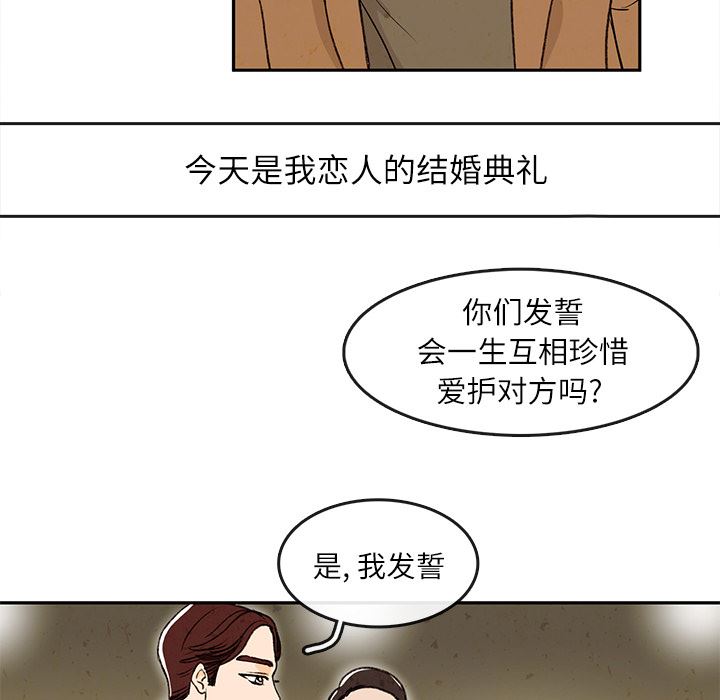 今天是我恋人的结婚典礼
你们发誓
会一生互相珍惜
爱护对方吗?
是, 我发誓